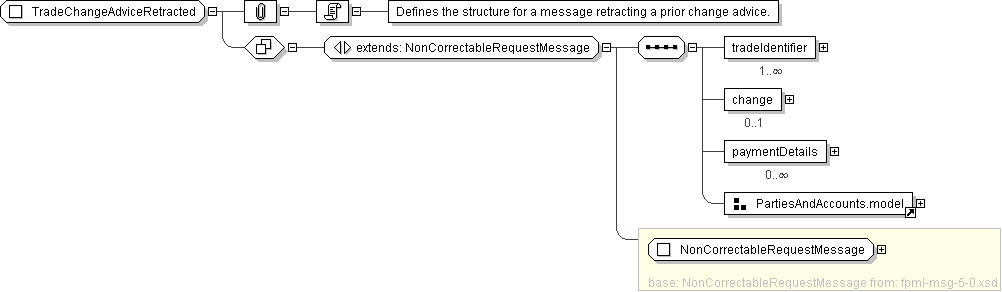 TradeChangeAdviceRetracted
Defines the structure for a message retracting a prior change advice.
extends: NonCorrectableRequestMessage
tradeIdentifier
1..∞
change
0..1
paymentDetails
0..∞
PartiesAndAccounts.model
NonCorrectableRequestMessage
base: NonCorrectableRequestMessage from: fpml-msg-5-0.xsd